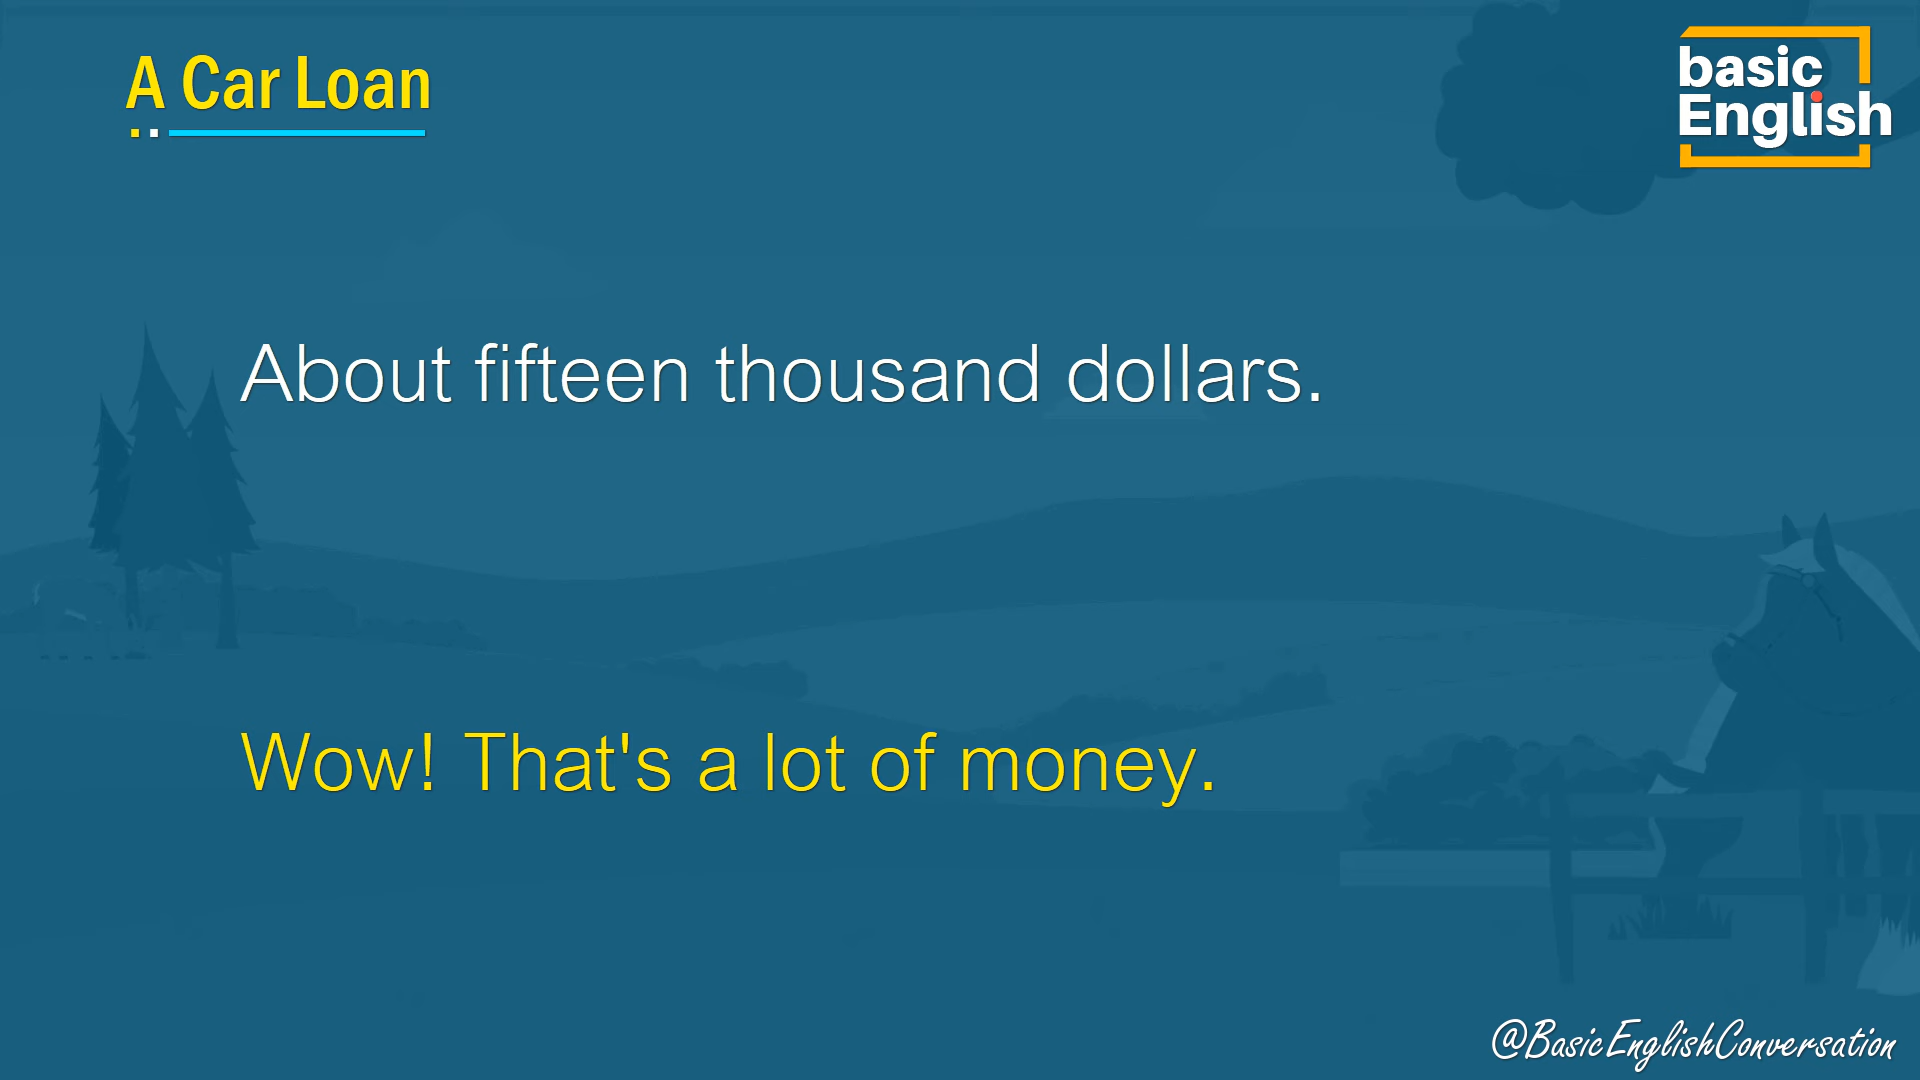 A Car Loan
basic
English
About fifteen thousand dollars.
Wow! That's a lot of money.
@BasicEnglishConversation